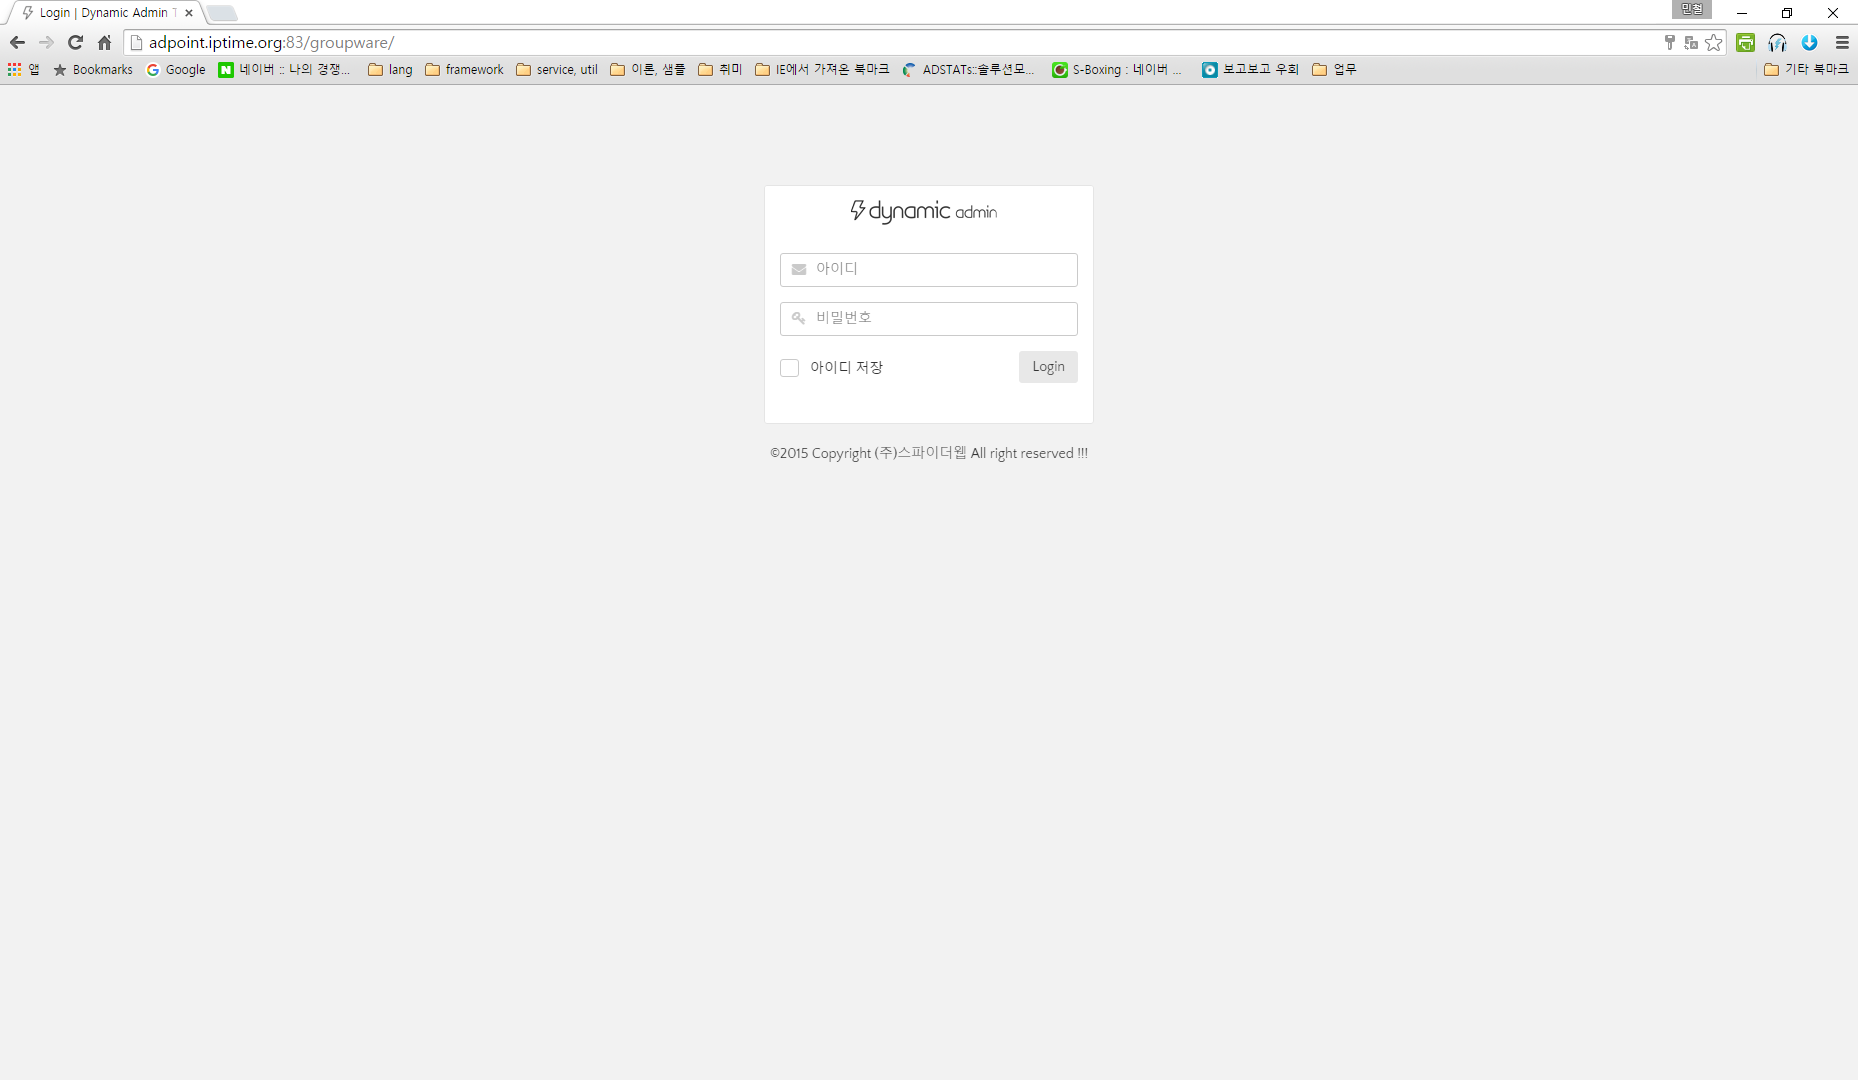 Login | Dynamic Admin T
민철
adpoint.iptime.org:83/groupware/
앱 Bookmarks Google 네이버 :: 나의 경쟁... lang framework service, util 이론, 샘플 취미 IE에서 가져온 북마크 ADSTATs::솔루션모... S-Boxing : 네이버 ... 보고보고 우회 업무 기타 북마크
dynamic admin
아이디
비밀번호
아이디 저장 Login
©2015 Copyright (주)스파이더웹 All right reserved !!!